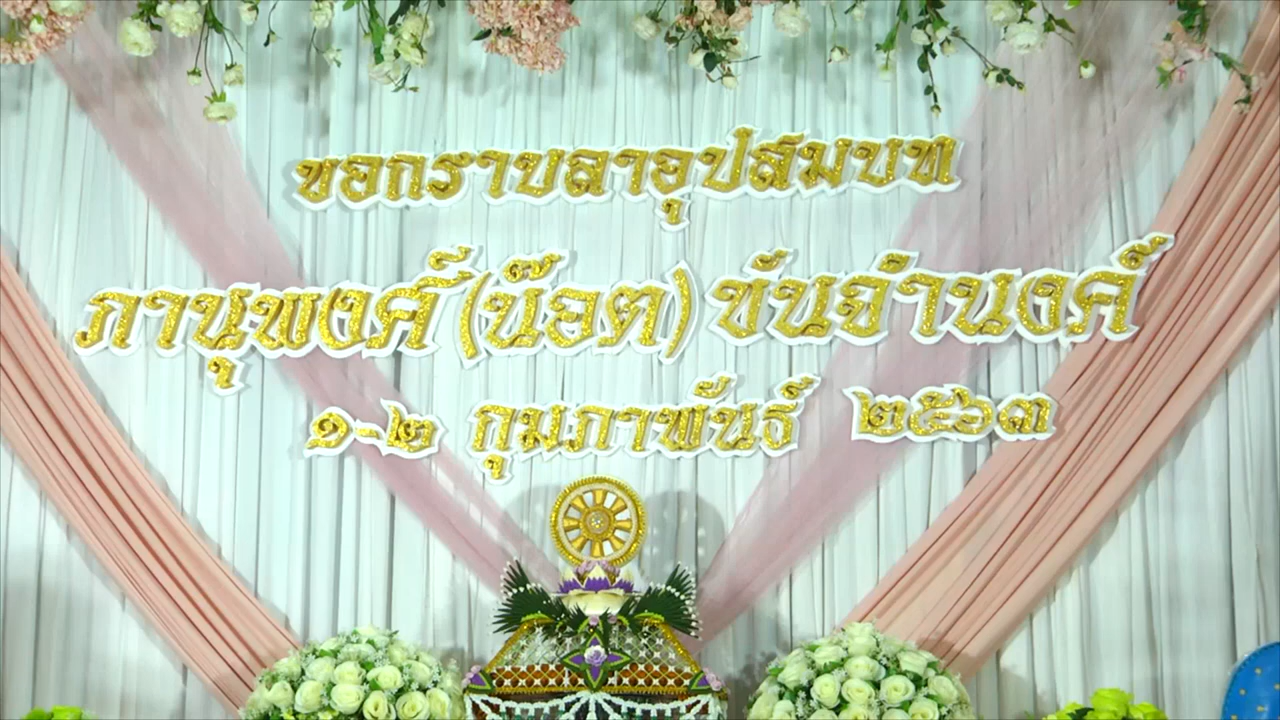 ขอกราบลาอุปสมบท
ภานุพงศ์ (น๊อต) ขันจำนงค์
๑-๒ กุมภาพันธ์ ๒๕๖๓